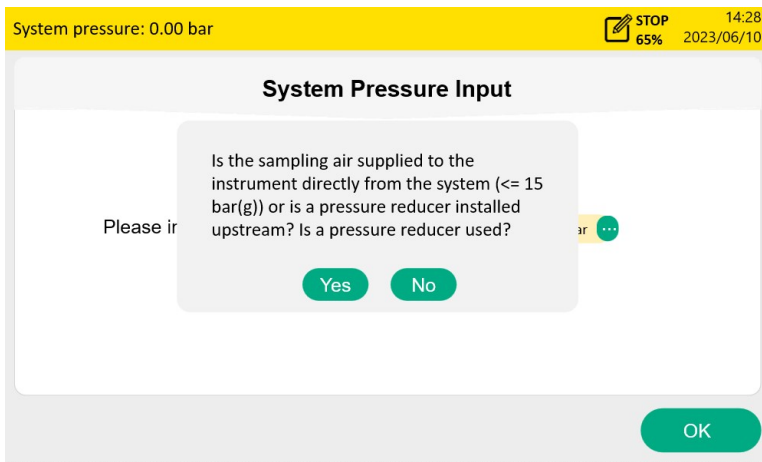 System pressure: 0.00 bar
STOP
65%
14:28
2023/06/10
System Pressure Input
Is the sampling air supplied to the
instrument directly from the system (<= 15
bar(g)) or is a pressure reducer installed
upstream? Is a pressure reducer used?
Please
Yes
No
OK